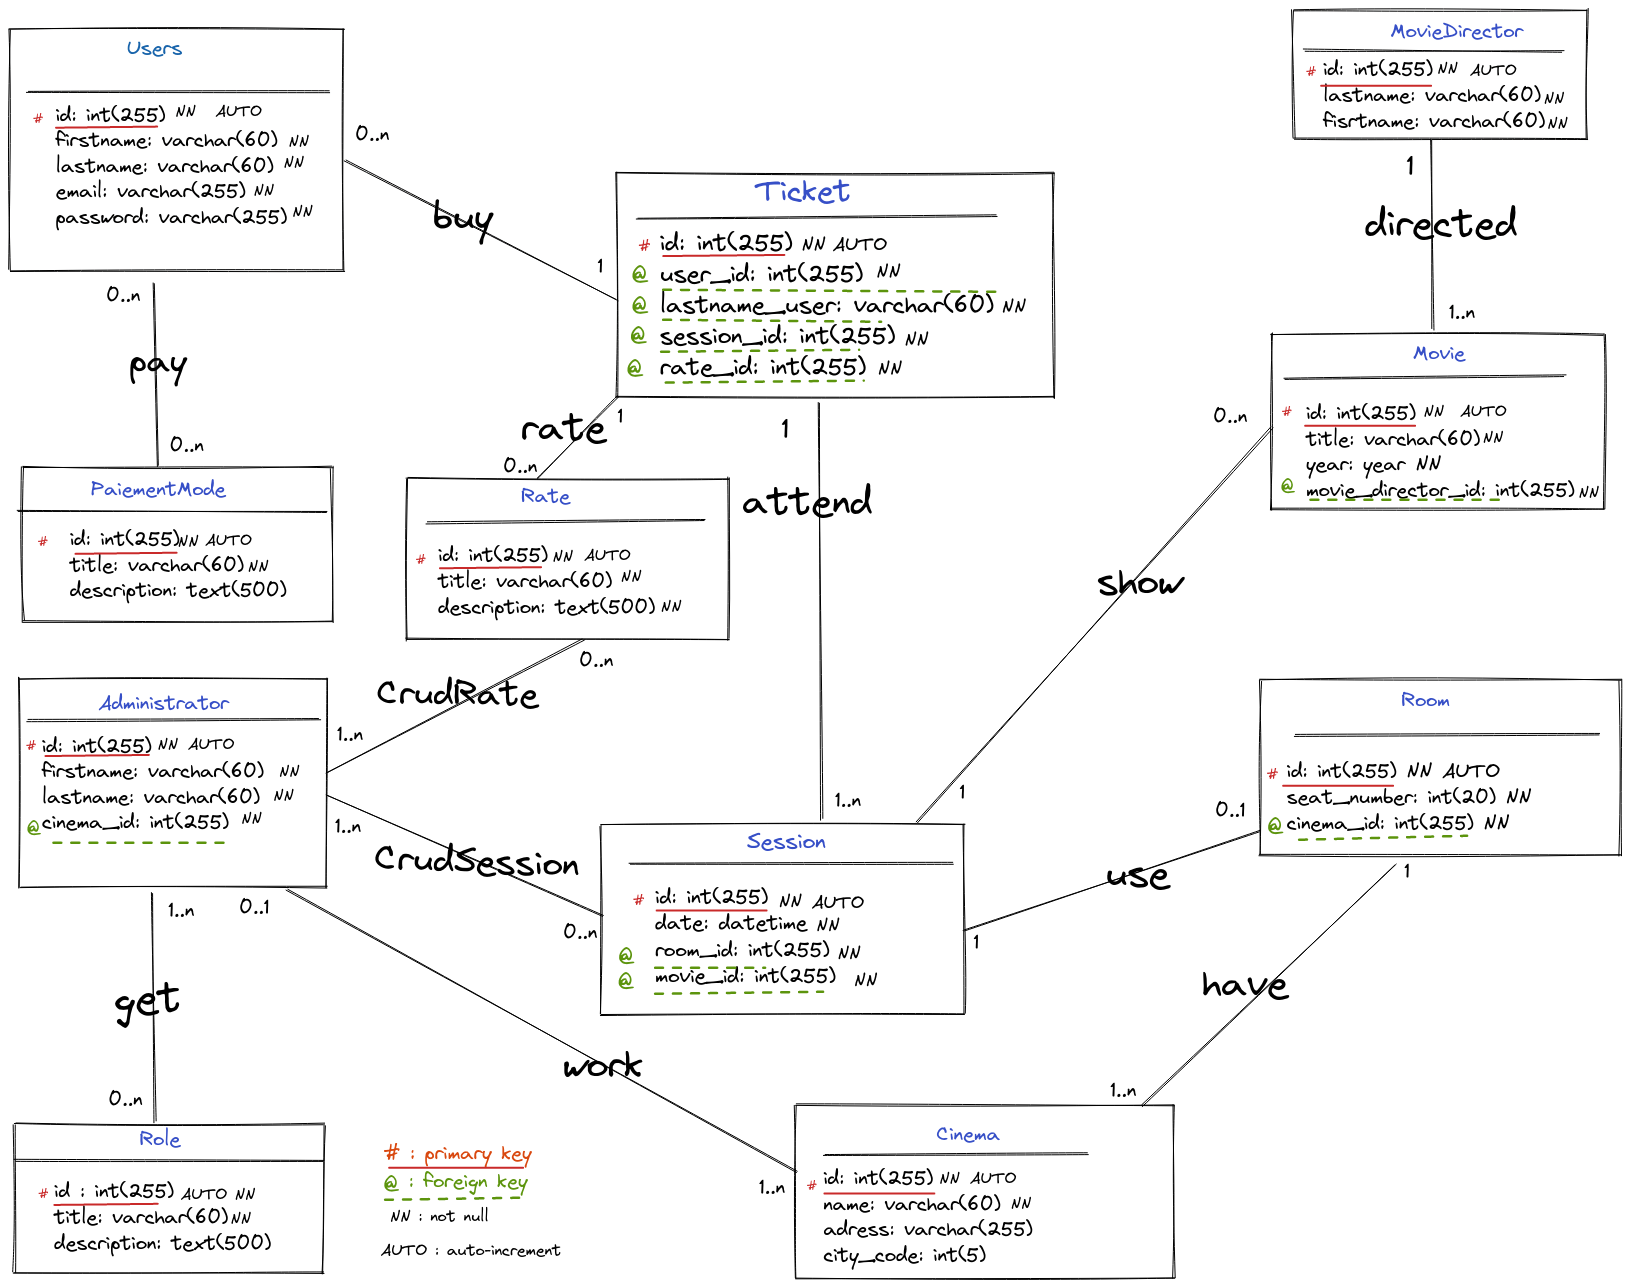 Users
# id: int(255) NN AUTO
firstname: varchar(60) NN
lastname: varchar(60) NN
email: varchar(255) NN
password: varchar(255) NN
0..n
buy
1
0..n
pay
0..n
PaiementMode
# id: int(255) NN AUTO
title: varchar(60) NN
description: text(500)
Ticket
# id: int(255) NN AUTO
@ user_id: int(255) NN
@ lastname_user: varchar(60) NN
@ session_id: int(255) NN
@ rate_id: int(255) NN
1
rate
0..n
1
attend
1..n
MovieDirector
# id: int(255) NN AUTO
lastname: varchar(60) NN
fisrtname: varchar(60) NN
1
directed
1..n
Movie
# id: int(255) NN AUTO
title: varchar(60) NN
year: year NN
@ movie_director_id: int(255) NN
0..n
show
1
Rate
# id: int(255) NN AUTO
title: varchar(60) NN
description: text(500) NN
0..n
CrudRate
1..n
Administrator
# id: int(255) NN AUTO
firstname: varchar(60) NN
lastname: varchar(60) NN
@ cinema_id: int(255) NN
1..n
CrudSession
0..n
Session
# id: int(255) NN AUTO
date: datetime NN
@ room_id: int(255) NN
@ movie_id: int(255) NN
Room
# id: int(255) NN AUTO
seat_number: int(20) NN
@ cinema_id: int(255) NN
0..1
use
1
1
have
1..n
1..n
get
0..n
0..1
work
1..n
Role
# id : int(255) AUTO NN
title: varchar(60) NN
description: text(500)
# : primary key
@ : foreign key
NN : not null
AUTO : auto-increment
Cinema
# id: int(255) NN AUTO
name: varchar(60) NN
adress: varchar(255)
city_code: int(5)